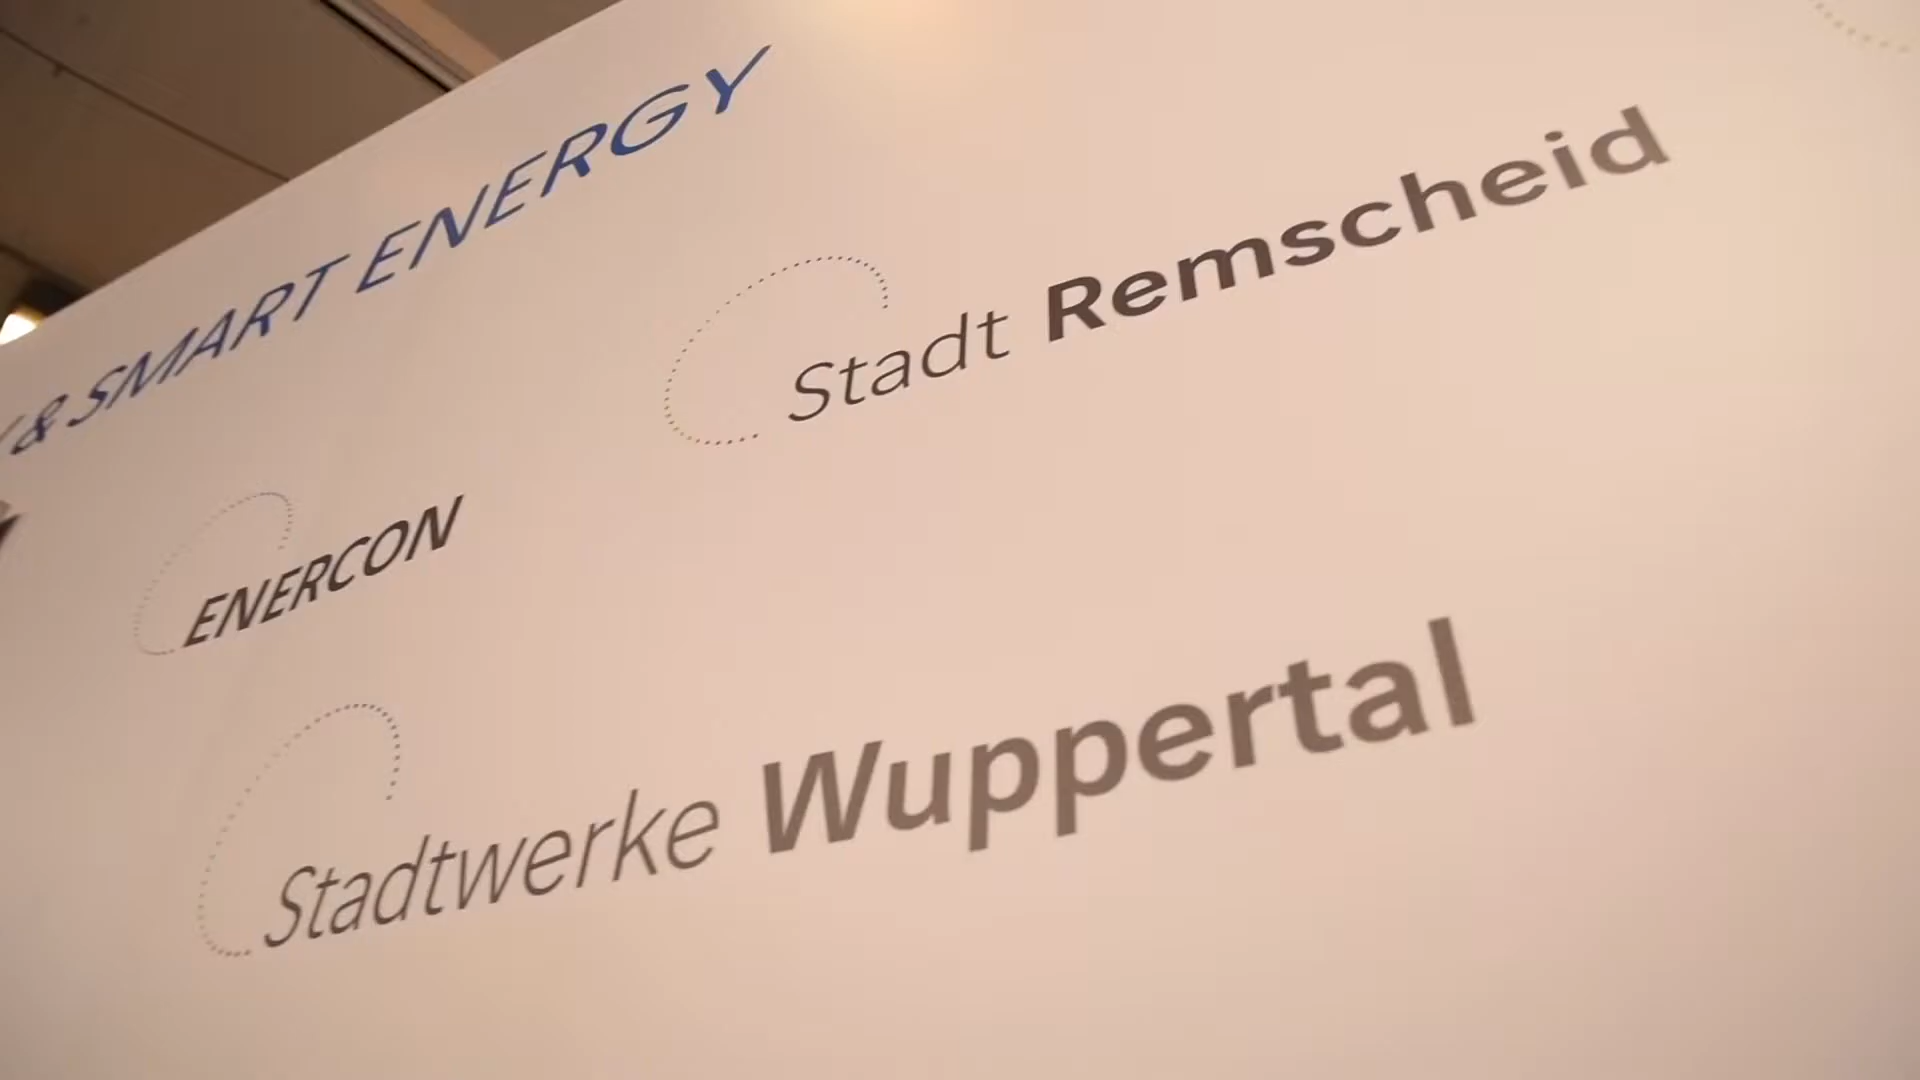 & SMART ENERGY
Stadt Remscheid
ENERCON
Stadtwerke Wuppertal